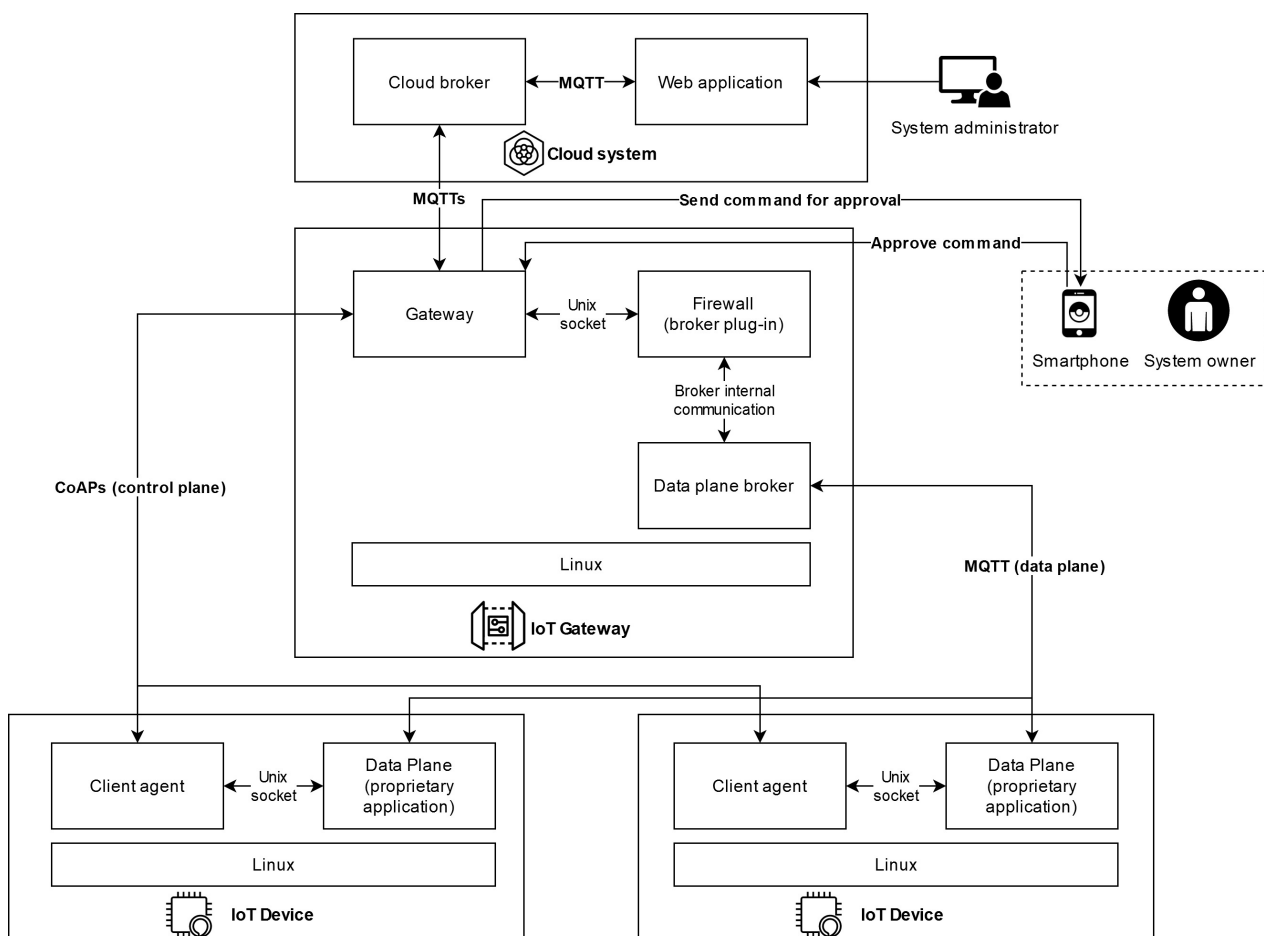 Cloud broker
MQTT
Web application
System administrator
Cloud system
MQTTs
Send command for approval
Approve command
Gateway
Unix
socket
Firewall
(broker plug-in)
Smartphone
System owner
Broker internal
communication
CoAPs (control plane)
Data plane broker
Linux
MQTT (data plane)
IoT Gateway
Client agent
Unix
socket
Data Plane
(proprietary
application)
Linux
IoT Device
Client agent
Unix
socket
Data Plane
(proprietary
application)
Linux
IoT Device